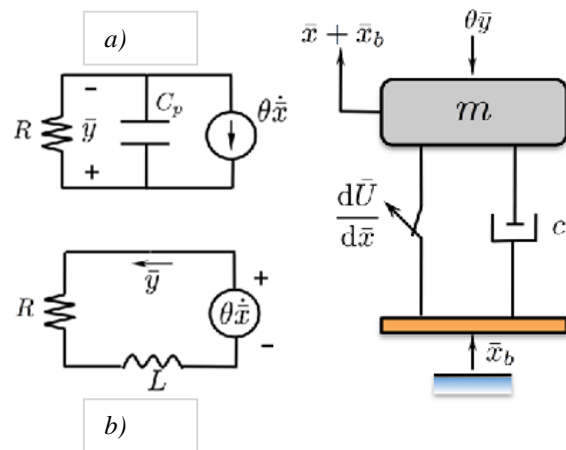 a)
−
C_p
R
ȳ
θẋ̄
+
ȳ
+
R
θẋ̄
−
L
b)
θȳ
x̄ + x̄_b
m
dŪ
dx̄
c
x̄_b